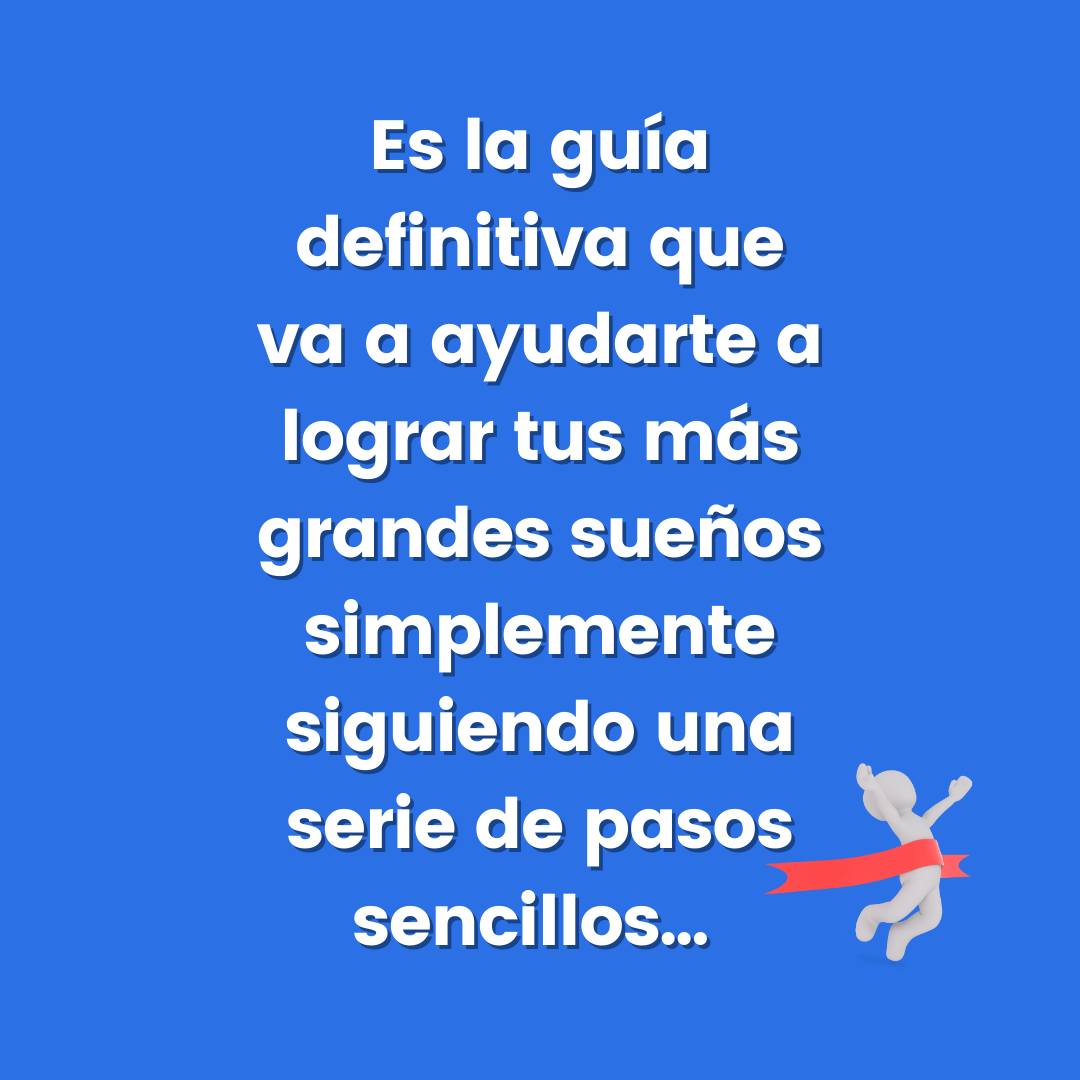 Es la guía
definitiva que
va a ayudarte a
lograr tus más
grandes sueños
simplemente
siguiendo una
serie de pasos
sencillos...